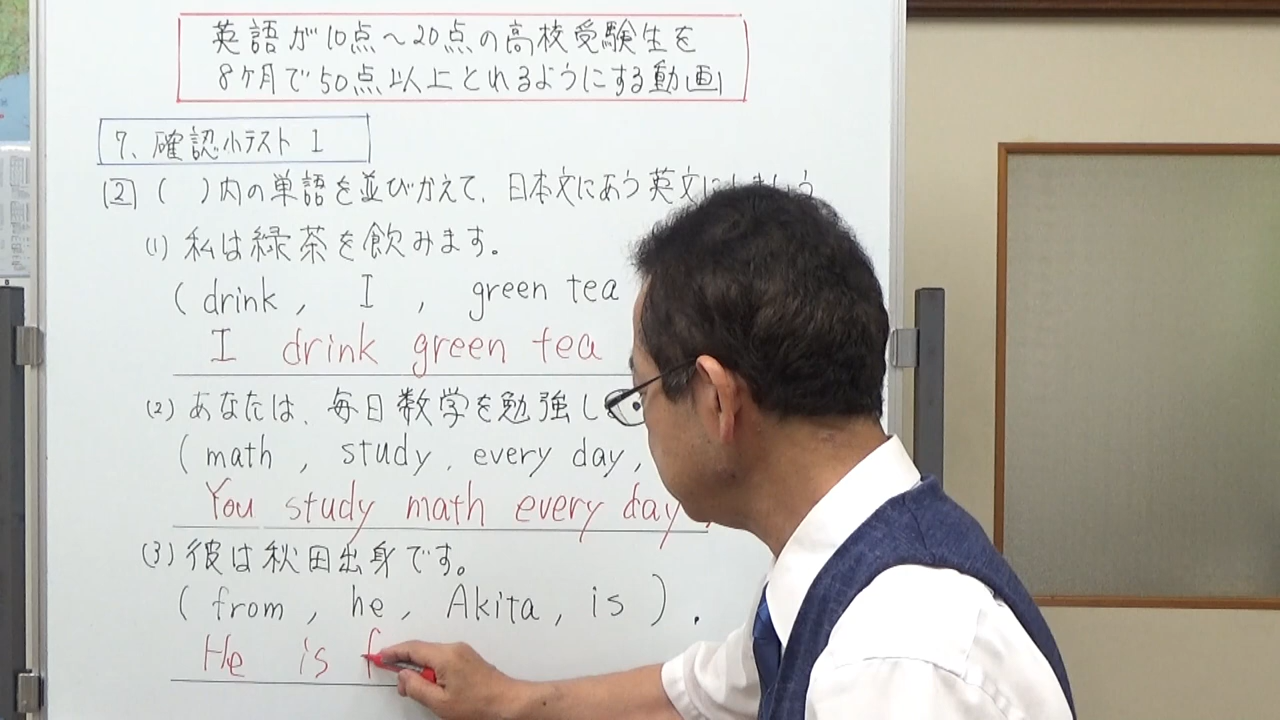 英語が10点～20点の高校受験生を
8ヶ月で50点以上とれるようにする動画
7、確認小テスト 1
2 ( )内の単語を並びかえて、日本文にあう英文にしましょう
(1) 私は緑茶を飲みます。
( drink , I , green tea
I drink green tea
(2) あなたは、毎日数学を勉強し
( math , study , every day ,
You study math every day .
(3) 彼は秋田出身です。
( from , he , Akita , is ) .
He is f